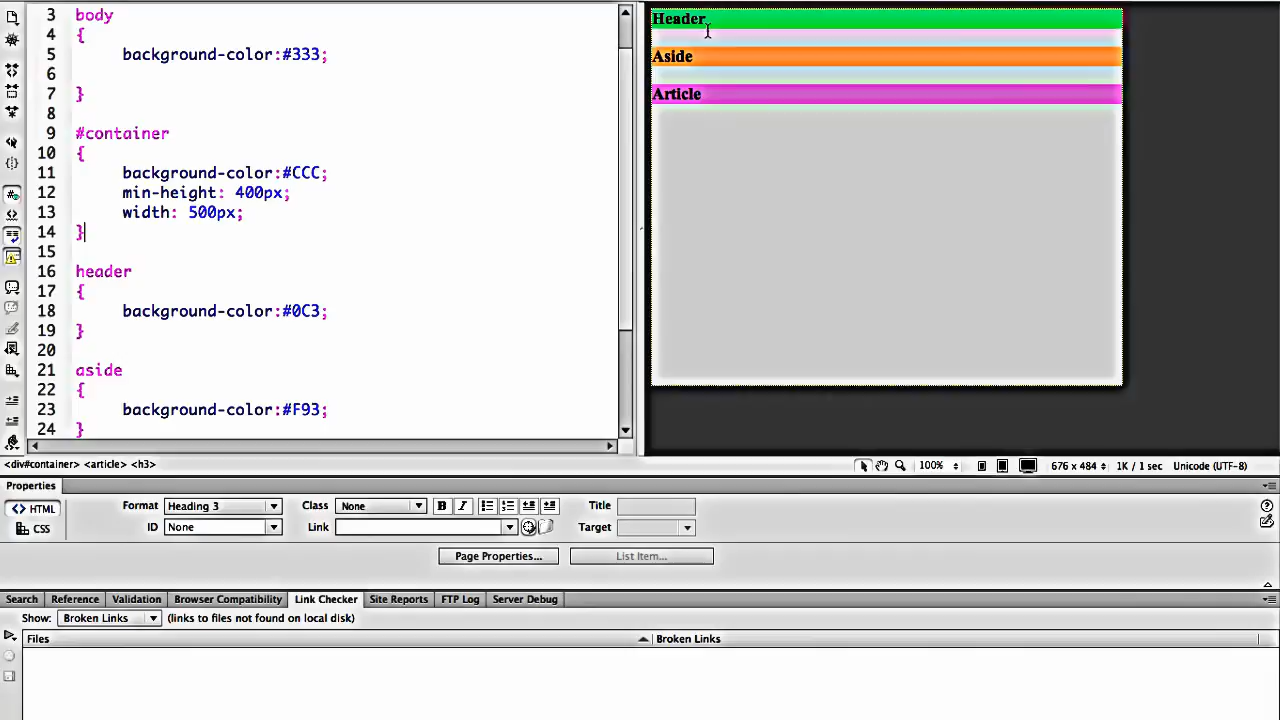 3 body
4 {
5 background-color:#333;
6
7 }
8
9 #container
10 {
11 background-color:#CCC;
12 min-height: 400px;
13 width: 500px;
14 }
15
16 header
17 {
18 background-color:#0C3;
19 }
20
21 aside
22 {
23 background-color:#F93;
24 }
Header
Aside
Article
<div#container> <article> <h3>
100% 676 x 484 1K / 1 sec Unicode (UTF-8)
Properties
<> HTML Format Heading 3 Class None B I Title
CSS ID None Link Target
Page Properties... List Item...
Search Reference Validation Browser Compatibility Link Checker Site Reports FTP Log Server Debug
Show: Broken Links (links to files not found on local disk)
Files Broken Links